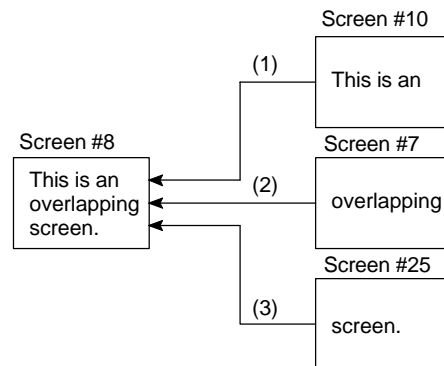 Screen #10
(1)
This is an
Screen #8
Screen #7
This is an
overlapping
screen.
(2)
overlapping
Screen #25
(3)
screen.